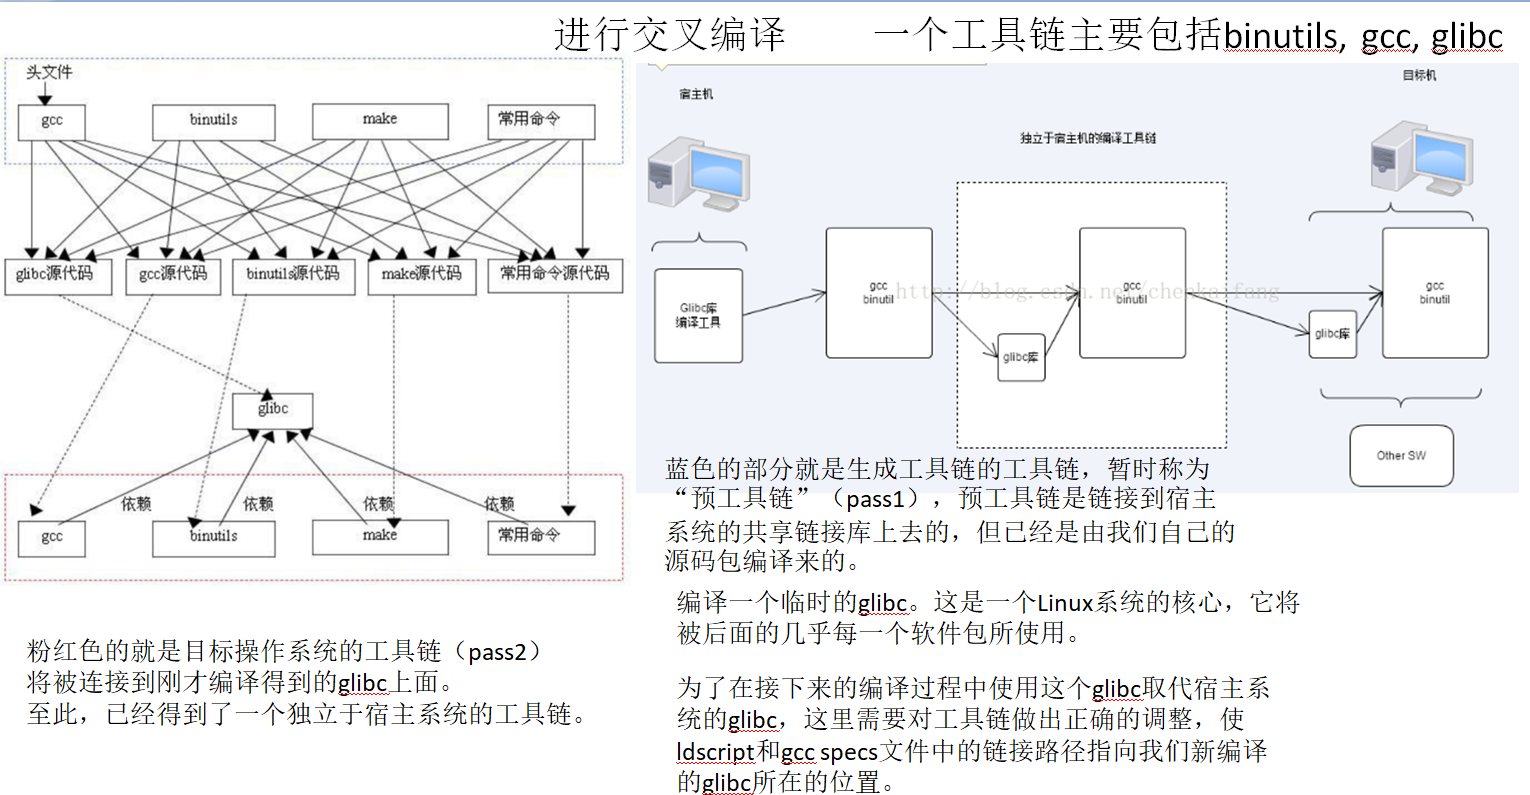 进行交叉编译 一个工具链主要包括binutils, gcc, glibc
头文件
gcc binutils make 常用命令
glibc源代码 gcc源代码 binutils源代码 make源代码 常用命令源代码
glibc
依赖 依赖 依赖 依赖
gcc binutils make 常用命令
粉红色的就是目标操作系统的工具链（pass2）
将被连接到刚才编译得到的glibc上面。
至此，已经得到了一个独立于宿主系统的工具链。
宿主机
目标机
独立于宿主机的编译工具链
Glibc库
编译工具
gcc
binutil
glibc库
gcc
binutil
glibc库
gcc
binutil
http://blog.csdn.net/chenkaifang
Other SW
蓝色的部分就是生成工具链的工具链，暂时称为
“预工具链”（pass1），预工具链是链接到宿主
系统的共享链接库上去的，但已经是由我们自己的
源码包编译来的。
编译一个临时的glibc。这是一个Linux系统的核心，它将
被后面的几乎每一个软件包所使用。
为了在接下来的编译过程中使用这个glibc取代宿主系
统的glibc，这里需要对工具链做出正确的调整，使
ldscript和gcc specs文件中的链接路径指向我们新编译
的glibc所在的位置。